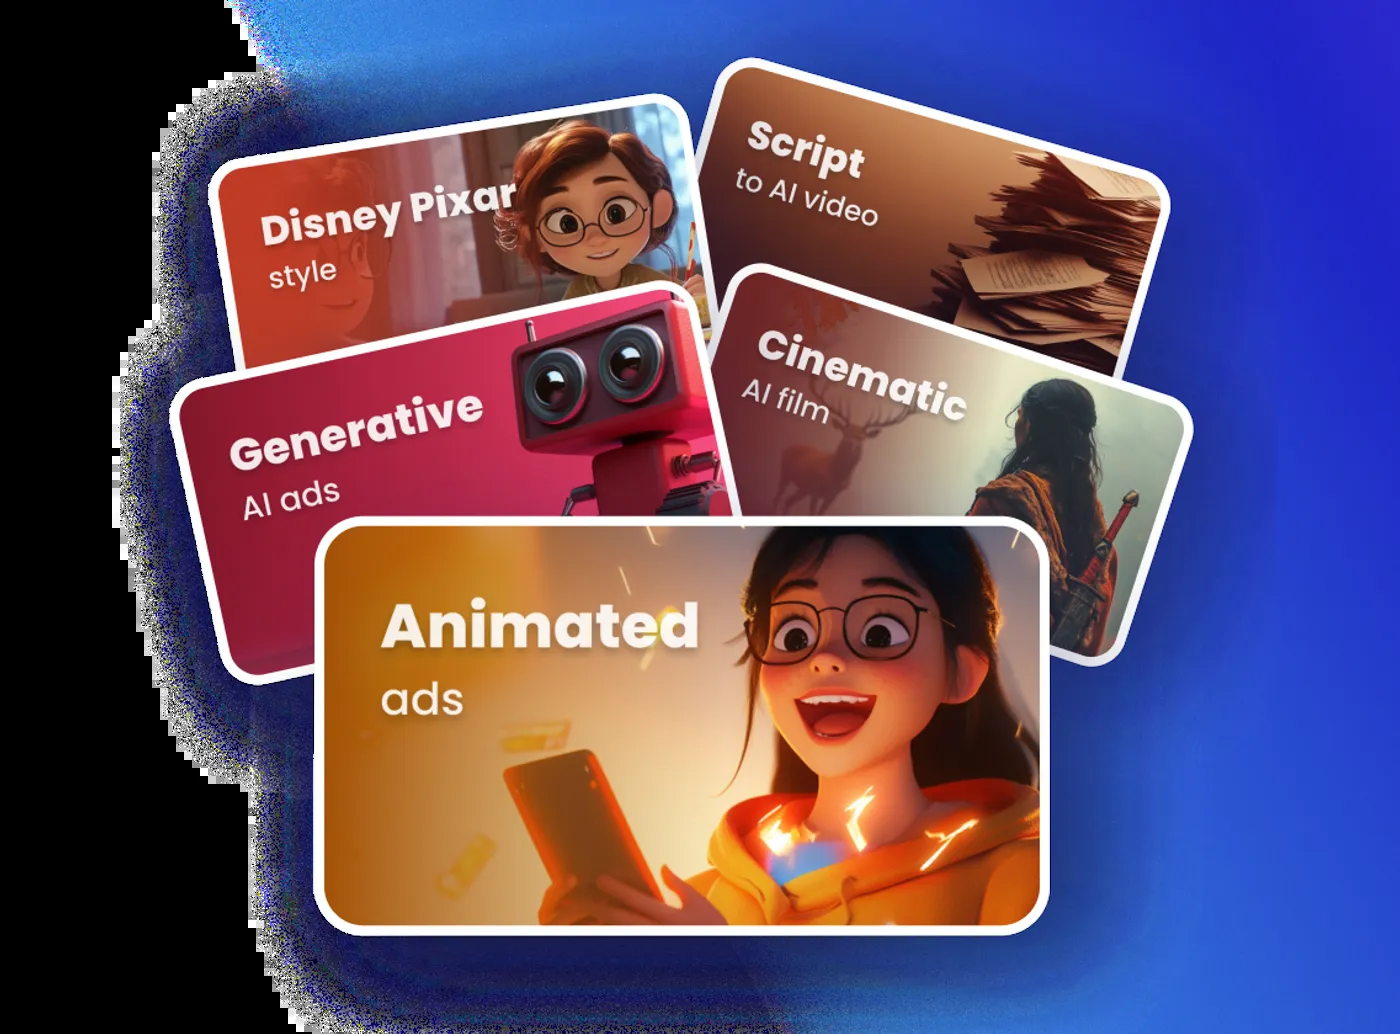 Disney Pixar
style
Script
to AI video
Generative
AI ads
Cinematic
AI film
Animated
ads